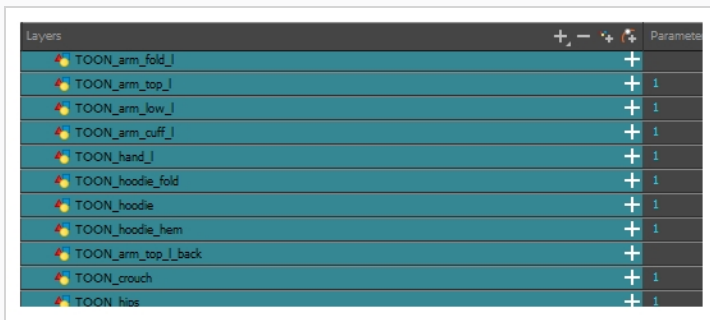 Layers Paramete
TOON_arm_fold_l
TOON_arm_top_l 1
TOON_arm_low_l 1
TOON_arm_cuff_l 1
TOON_hand_l 1
TOON_hoodie_fold 1
TOON_hoodie 1
TOON_hoodie_hem 1
TOON_arm_top_l_back
TOON_crouch 1
TOON_hips 1